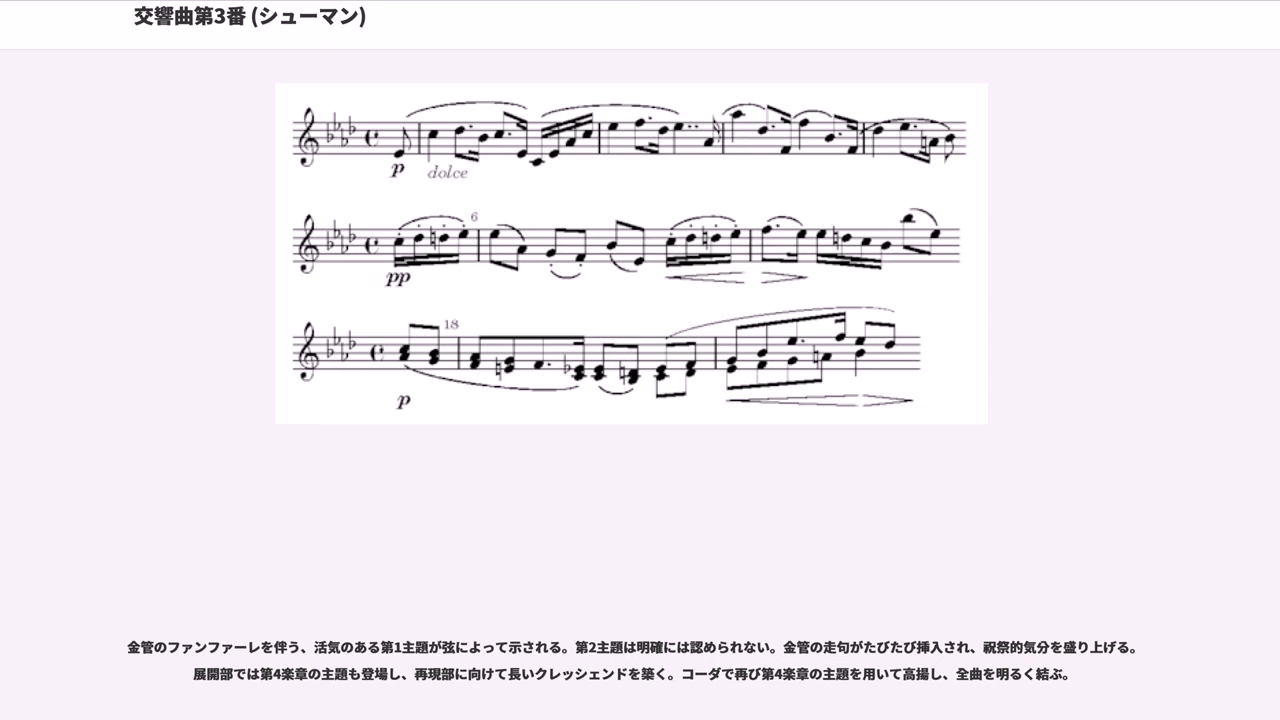 交響曲第3番 (シューマン)
p
dolce
6
pp
18
p
金管のファンファーレを伴う、活気のある第1主題が弦によって示される。第2主題は明確には認められない。金管の走句がたびたび挿入され、祝祭的気分を盛り上げる。
展開部では第4楽章の主題も登場し、再現部に向けて長いクレッシェンドを築く。コーダで再び第4楽章の主題を用いて高揚し、全曲を明るく結ぶ。